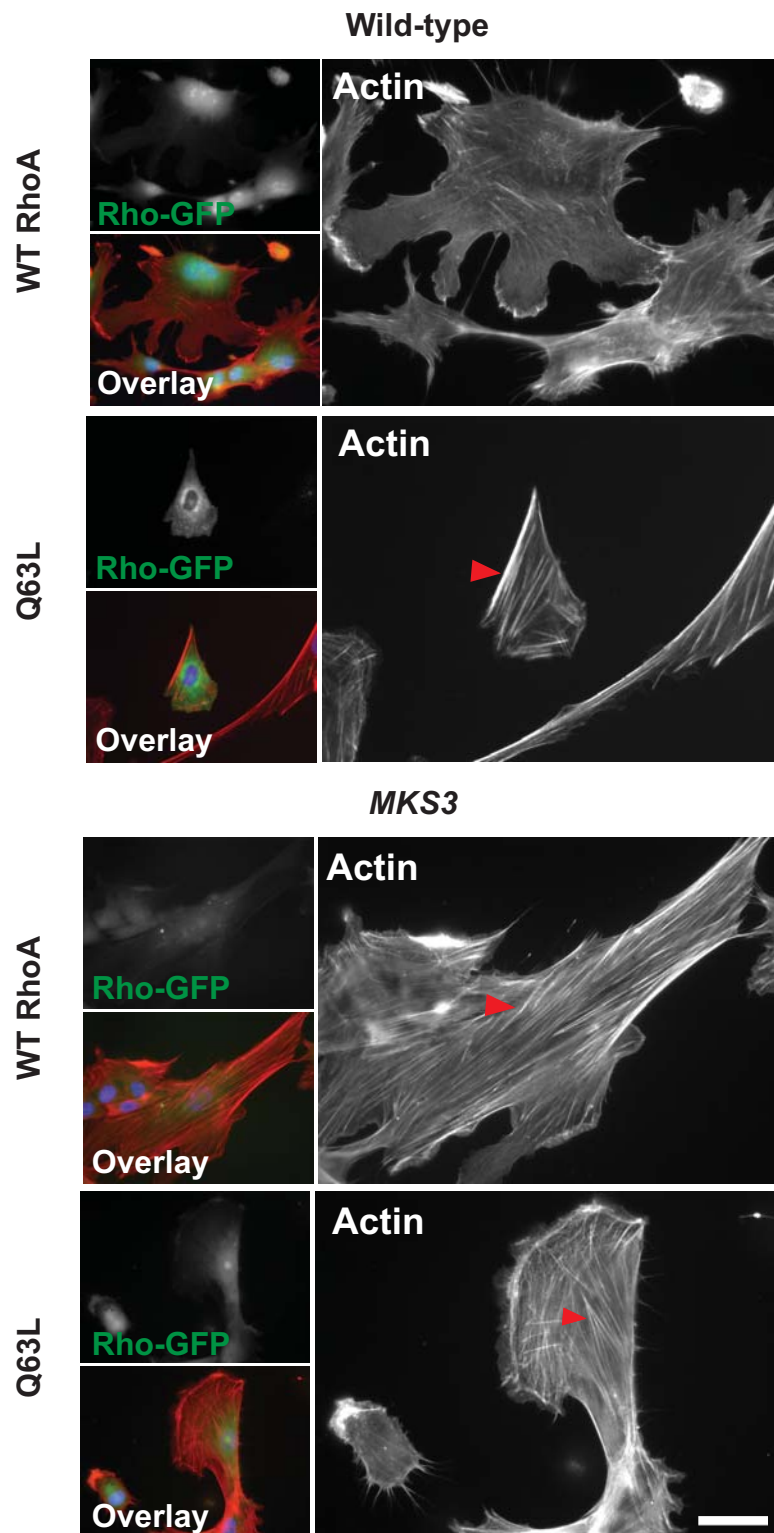 Wild-type
WT RhoA
Rho-GFP
Actin
Overlay
Q63L
Rho-GFP
Actin
Overlay
MKS3
WT RhoA
Rho-GFP
Actin
Overlay
Q63L
Rho-GFP
Actin
Overlay